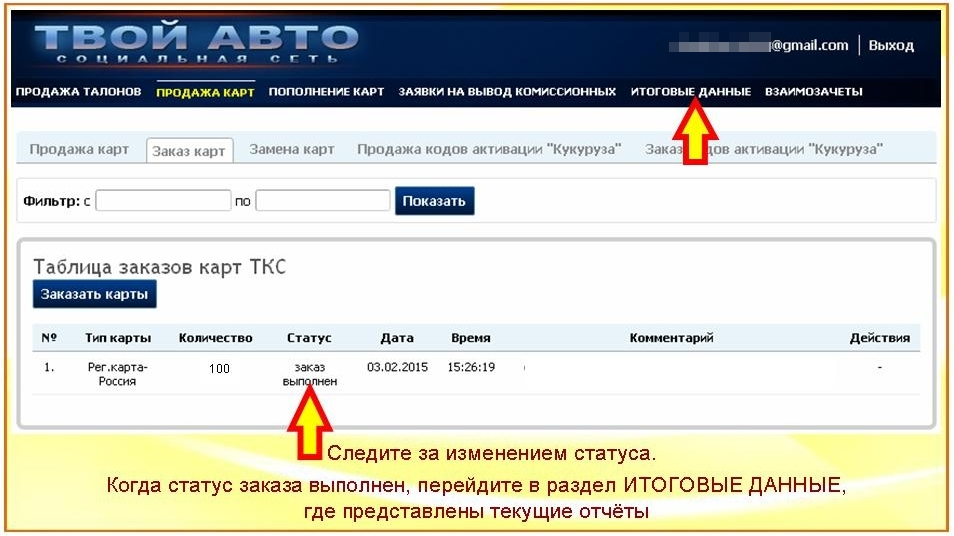 ТВОЙ АВТО
СОЦИАЛЬНАЯ СЕТЬ
@gmail.com | Выход
ПРОДАЖА ТАЛОНОВ ПРОДАЖА КАРТ ПОПОЛНЕНИЕ КАРТ ЗАЯВКИ НА ВЫВОД КОМИССИОННЫХ ИТОГОВЫЕ ДАННЫЕ ВЗАИМОЗАЧЕТЫ
Продажа карт Заказ карт Замена карт Продажа кодов активации "Кукуруза" Заказ кодов активации "Кукуруза"
Фильтр: с по Показать
Таблица заказов карт ТКС
Заказать карты
№ Тип карты Количество Статус Дата Время Комментарий Действия
1. Рег.карта- 100 заказ 03.02.2015 15:26:19 -
Россия выполнен
Следите за изменением статуса.
Когда статус заказа выполнен, перейдите в раздел ИТОГОВЫЕ ДАННЫЕ,
где представлены текущие отчёты